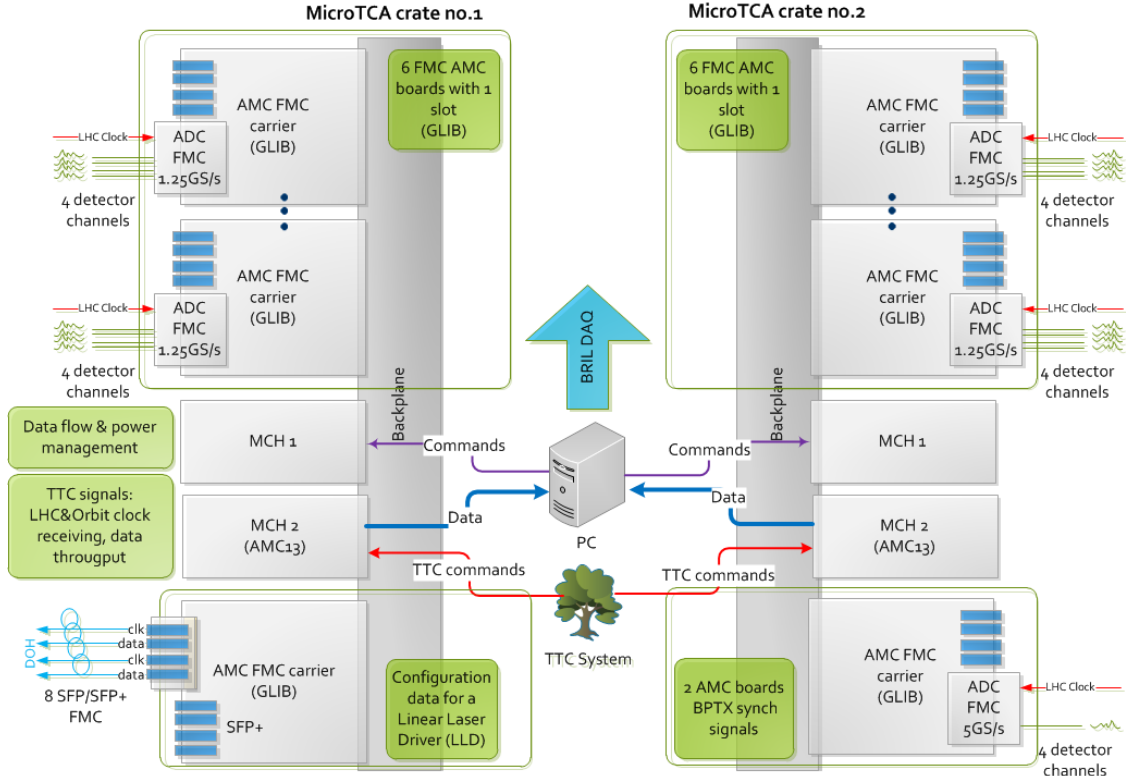 MicroTCA crate no.1
MicroTCA crate no.2
AMC FMC
carrier
(GLIB)
6 FMC AMC
boards with 1
slot
(GLIB)
LHC Clock
ADC
FMC
1.25GS/s
4 detector
channels
AMC FMC
carrier
(GLIB)
LHC Clock
ADC
FMC
1.25GS/s
4 detector
channels
6 FMC AMC
boards with 1
slot
(GLIB)
AMC FMC
carrier
(GLIB)
ADC
FMC
1.25GS/s
LHC Clock
4 detector
channels
AMC FMC
carrier
(GLIB)
ADC
FMC
1.25GS/s
LHC Clock
4 detector
channels
BRIL DAQ
Backplane
Backplane
Data flow & power
management
MCH 1
Commands
Commands
MCH 1
TTC signals:
LHC&Orbit clock
receiving, data
througput
MCH 2
(AMC13)
Data
PC
Data
MCH 2
(AMC13)
TTC commands
TTC commands
TTC System
DOH
clk
data
clk
data
8 SFP/SFP+
FMC
AMC FMC carrier
(GLIB)
SFP+
Configuration
data for a
Linear Laser
Driver (LLD)
2 AMC boards
BPTX synch
signals
AMC FMC
carrier
(GLIB)
ADC
FMC
5GS/s
LHC Clock
4 detector
channels